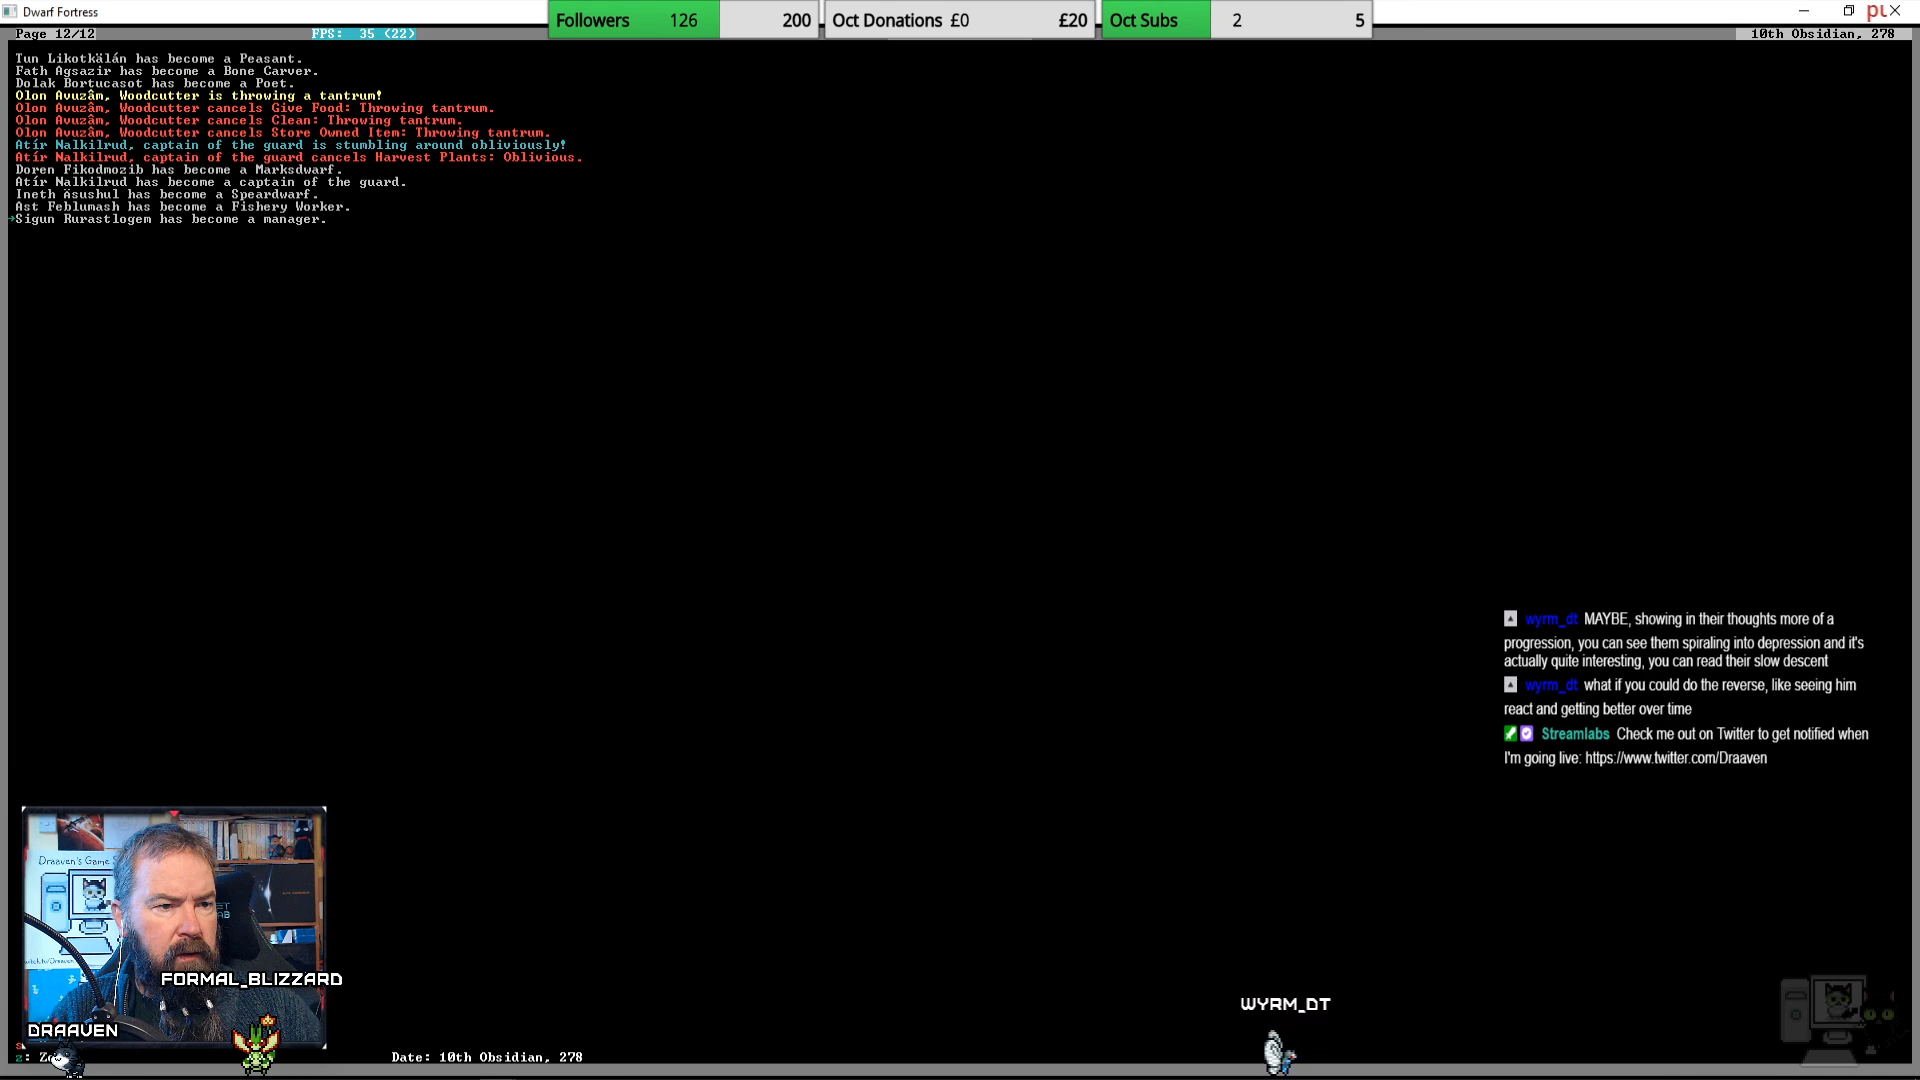 Dwarf Fortress
Followers 126 200
Oct Donations £0 £20
Oct Subs 2 5
Page 12/12
FPS: 35 (22)
10th Obsidian, 278
Tun Likotkälán has become a Peasant.
Fath Agsazir has become a Bone Carver.
Dolak Bortucasot has become a Poet.
Olon Avuzâm, Woodcutter is throwing a tantrum!
Olon Avuzâm, Woodcutter cancels Give Food: Throwing tantrum.
Olon Avuzâm, Woodcutter cancels Clean: Throwing tantrum.
Olon Avuzâm, Woodcutter cancels Store Owned Item: Throwing tantrum.
Atír Nalkilrud, captain of the guard is stumbling around obliviously!
Atír Nalkilrud, captain of the guard cancels Harvest Plants: Oblivious.
Doren Fikodmozib has become a Marksdwarf.
Atír Nalkilrud has become a captain of the guard.
Ineth Äsushul has become a Speardwarf.
Ast Feblumash has become a Fishery Worker.
Sigun Rurastlogem has become a manager.
wyrm_dt MAYBE, showing in their thoughts more of a
progression, you can see them spiraling into depression and it's
actually quite interesting, you can read their slow descent
wyrm_dt what if you could do the reverse, like seeing him
react and getting better over time
Streamlabs Check me out on Twitter to get notified when
I'm going live: https://www.twitter.com/Draaven
Draaven's Game
FORMAL_BLIZZARD
WYRM_DT
DRAAVEN
Date: 10th Obsidian, 278